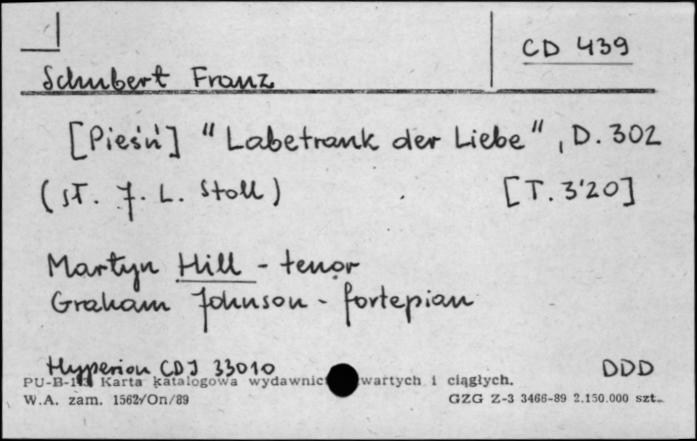 CD 439
Schubert Franz
[Pieśń] "Labetrank der Liebe", D. 302
(sł. J. L. Stoll) [T. 3'20]
Martyn Hill - tenor
Graham Johnson - fortepian
Hyperion CDJ 33010 DDD
Karta katalogowa wydawnic wartych i ciągłych.
W.A. zam. 1562/On/89 GZG Z-3 3466-89 2.150.000 szt.